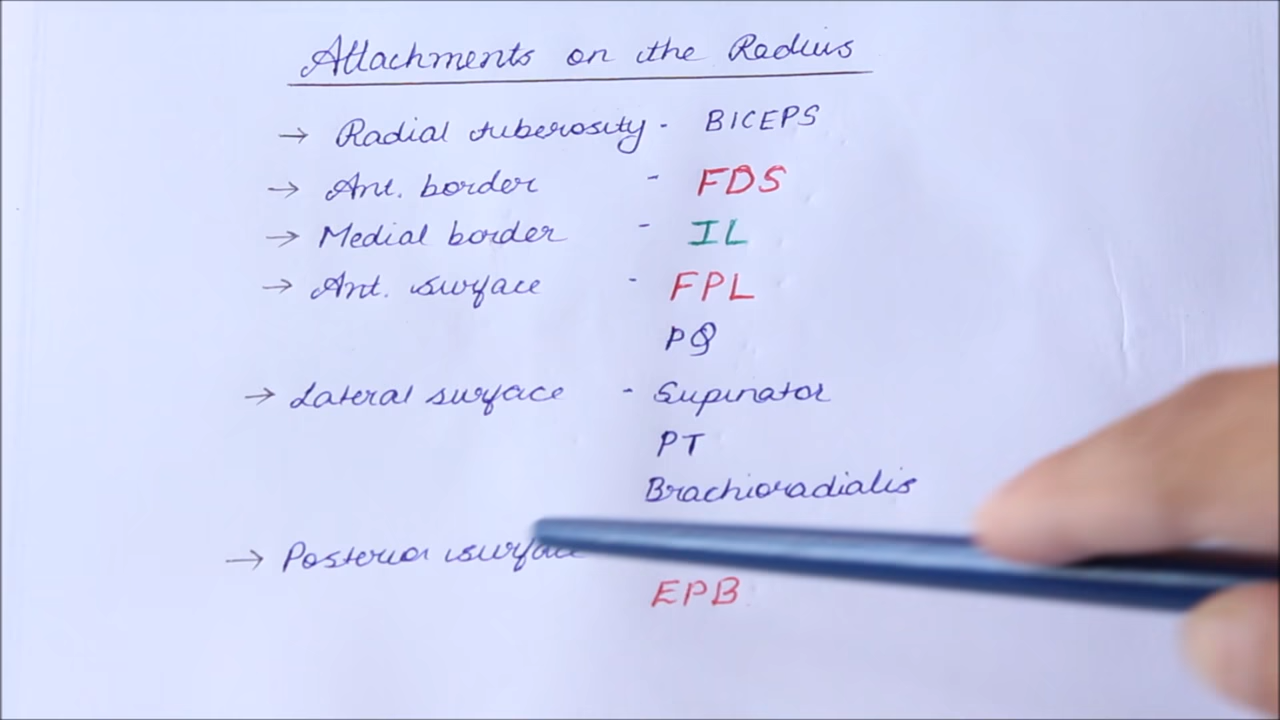 Attachments on the Radius
→ Radial tuberosity - BICEPS
→ Ant. border - FDS
→ Medial border - IL
→ Ant. surface - FPL
PQ
→ Lateral surface - Supinator
PT
Brachioradialis
→ Posterior surface
EPB